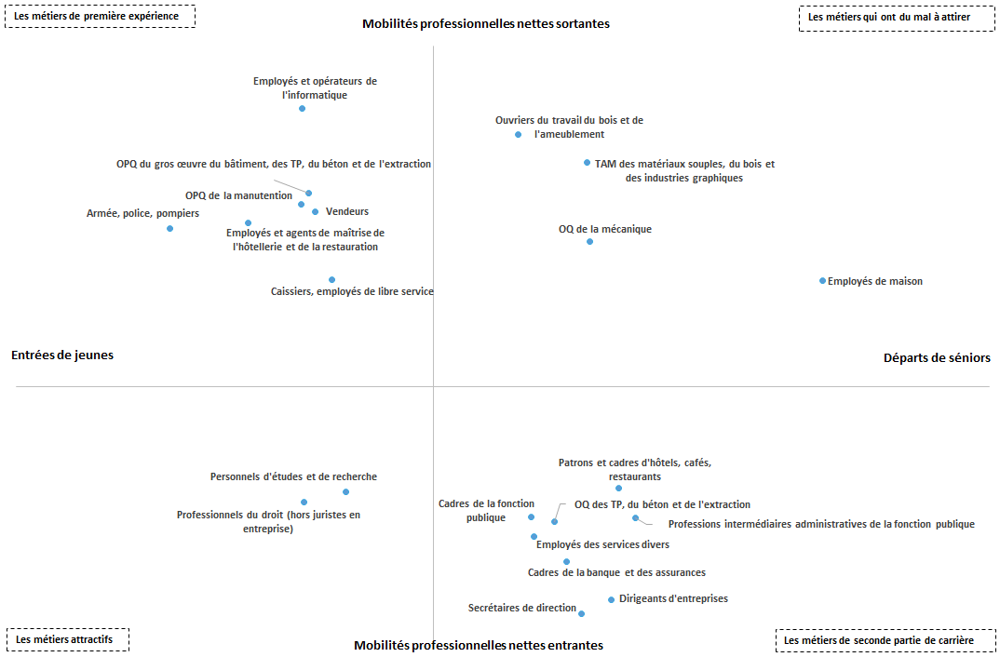 Les métiers de première expérience
Mobilités professionnelles nettes sortantes
Les métiers qui ont du mal à attirer
Employés et opérateurs de
l'informatique
Ouvriers du travail du bois et de
l'ameublement
OPQ du gros œuvre du bâtiment, des TP, du béton et de l'extraction
TAM des matériaux souples, du bois et
des industries graphiques
OPQ de la manutention
Vendeurs
Armée, police, pompiers
Employés et agents de maîtrise de
l'hôtellerie et de la restauration
OQ de la mécanique
Employés de maison
Caissiers, employés de libre service
Entrées de jeunes
Départs de séniors
Patrons et cadres d'hôtels, cafés,
restaurants
Personnels d'études et de recherche
Professionnels du droit (hors juristes en
entreprise)
Cadres de la fonction
publique
OQ des TP, du béton et de l'extraction
Professions intermédiaires administratives de la fonction publique
Employés des services divers
Cadres de la banque et des assurances
Dirigeants d'entreprises
Secrétaires de direction
Les métiers attractifs
Mobilités professionnelles nettes entrantes
Les métiers de seconde partie de carrière